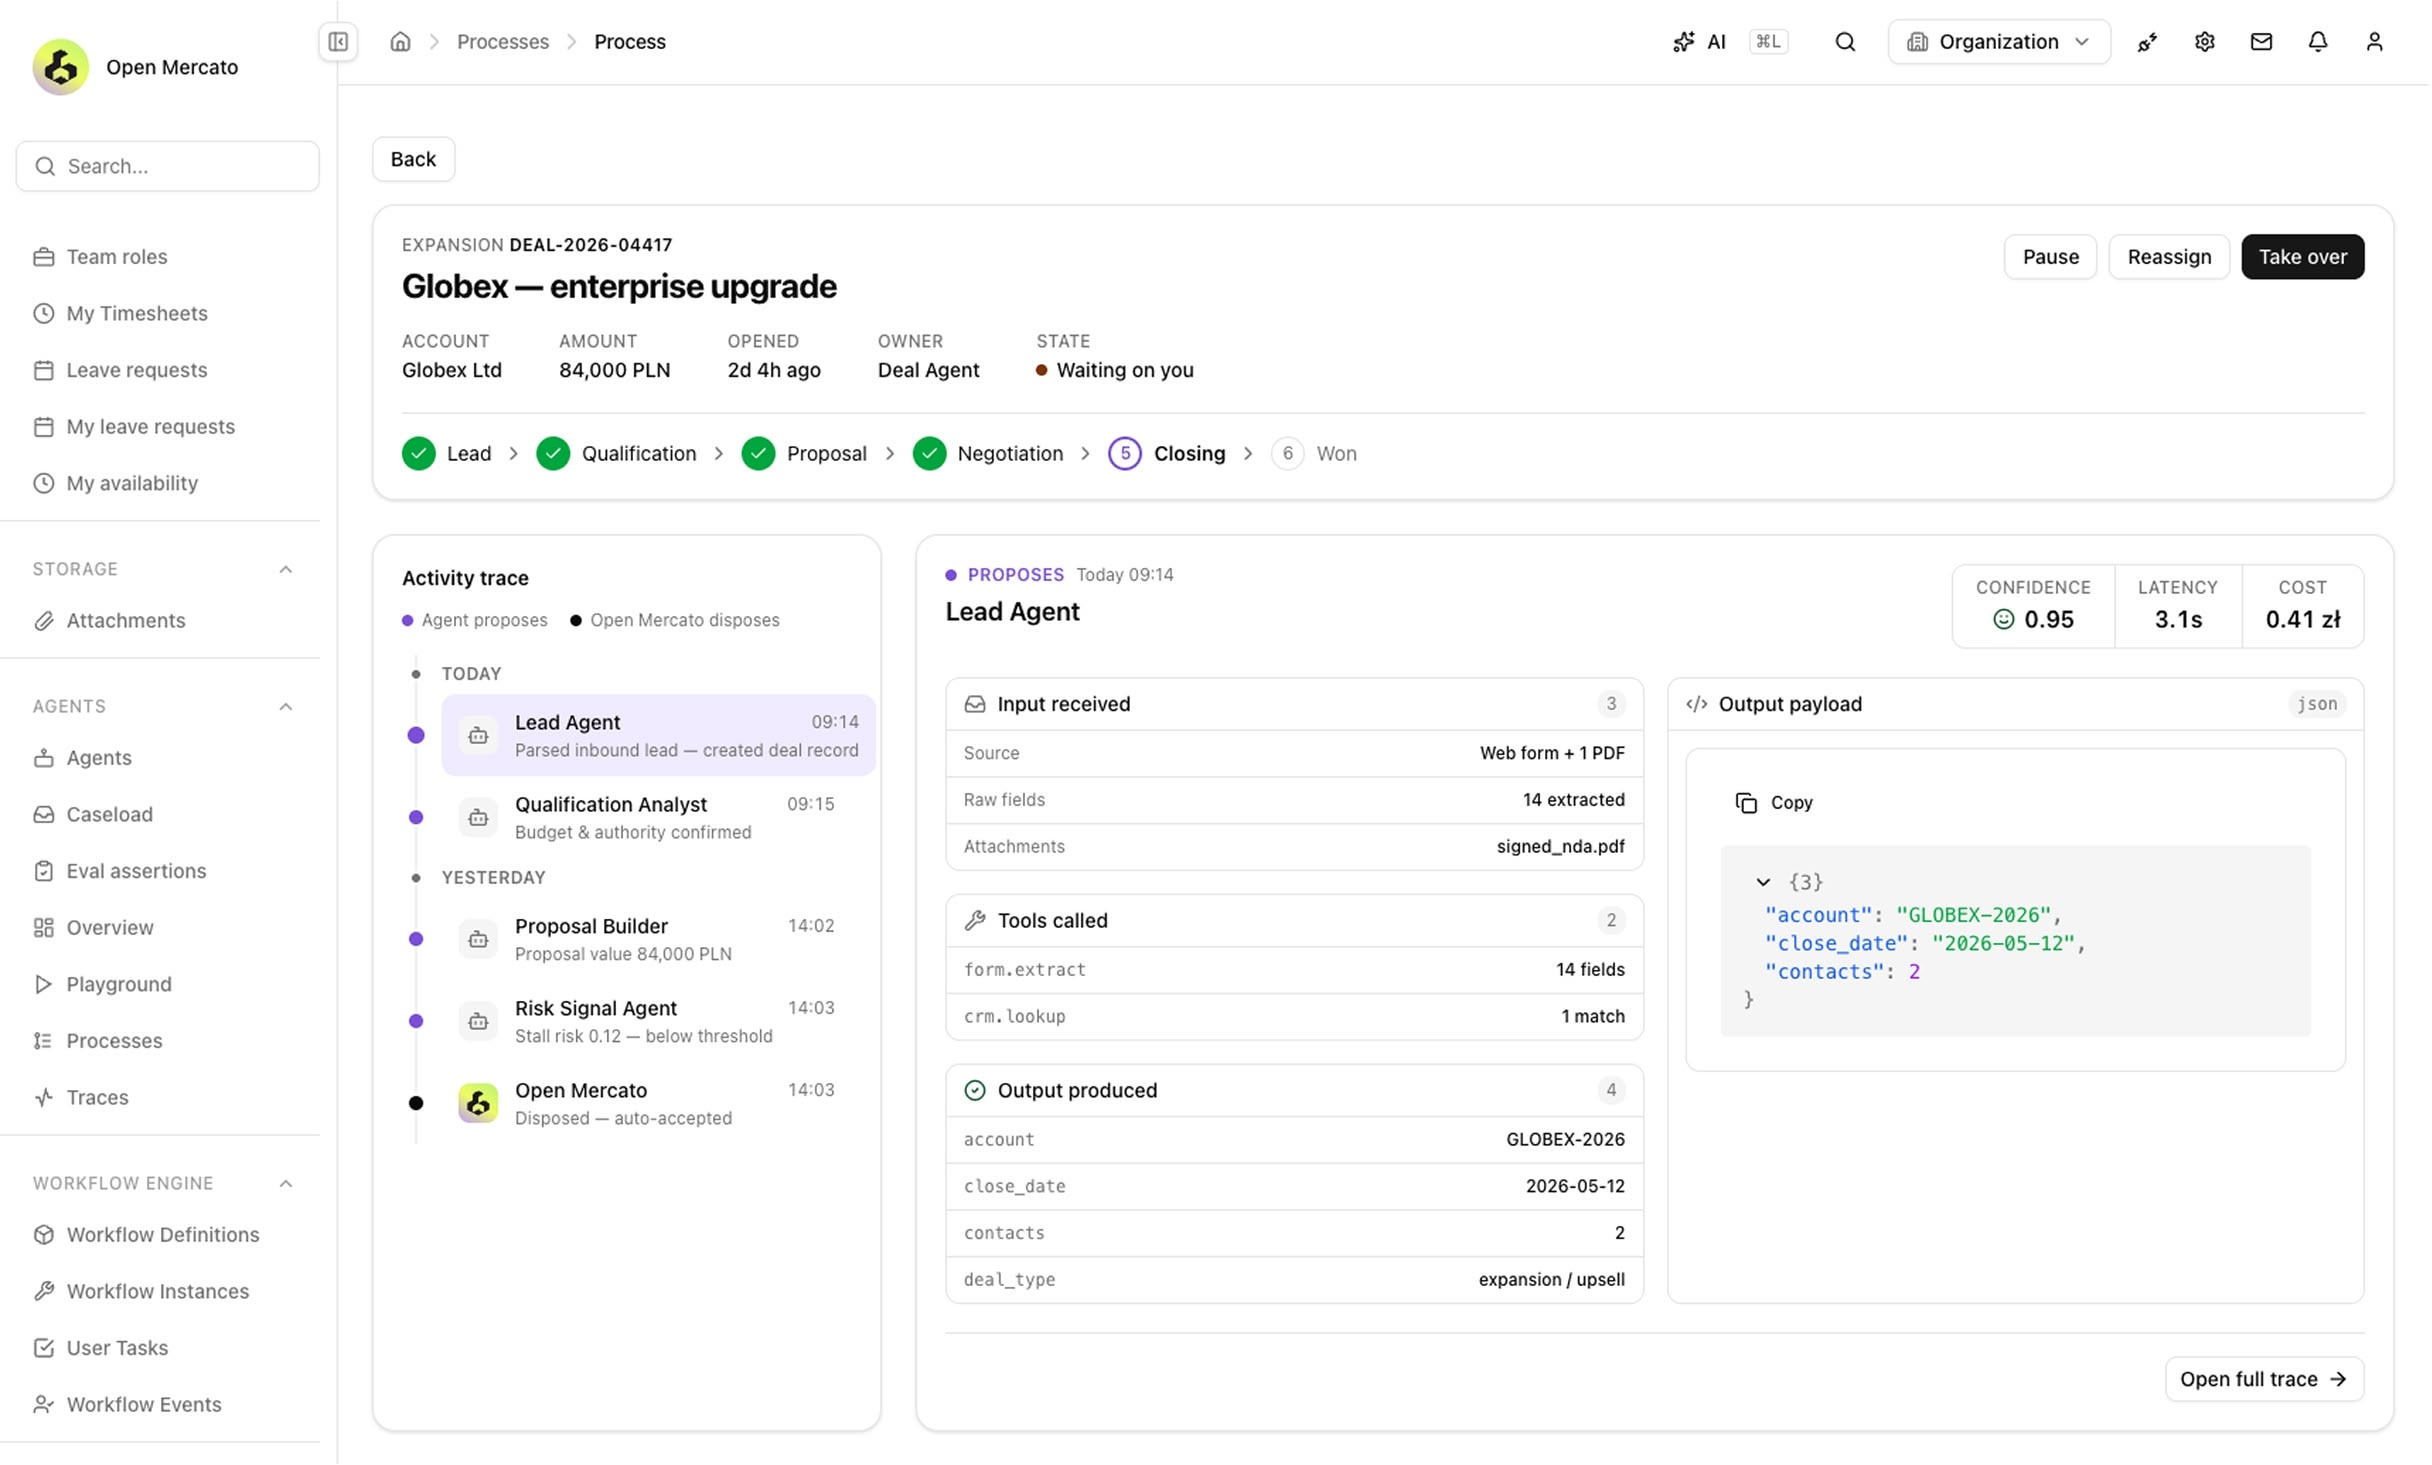 Open Mercato
Search...
Team roles
My Timesheets
Leave requests
My leave requests
My availability
STORAGE
Attachments
AGENTS
Agents
Caseload
Eval assertions
Overview
Playground
Processes
Traces
WORKFLOW ENGINE
Workflow Definitions
Workflow Instances
User Tasks
Workflow Events
Processes Process
AI ⌘L Organization
Back
EXPANSION DEAL-2026-04417
Globex — enterprise upgrade
Pause Reassign Take over
ACCOUNT AMOUNT OPENED OWNER STATE
Globex Ltd 84,000 PLN 2d 4h ago Deal Agent Waiting on you
Lead Qualification Proposal Negotiation 5 Closing 6 Won
Activity trace
Agent proposes Open Mercato disposes
TODAY
Lead Agent 09:14
Parsed inbound lead — created deal record
Qualification Analyst 09:15
Budget & authority confirmed
YESTERDAY
Proposal Builder 14:02
Proposal value 84,000 PLN
Risk Signal Agent 14:03
Stall risk 0.12 — below threshold
Open Mercato 14:03
Disposed — auto-accepted
PROPOSES Today 09:14
Lead Agent
CONFIDENCE LATENCY COST
0.95 3.1s 0.41 zł
Input received 3
Source Web form + 1 PDF
Raw fields 14 extracted
Attachments signed_nda.pdf
Tools called 2
form.extract 14 fields
crm.lookup 1 match
Output produced 4
account GLOBEX-2026
close_date 2026-05-12
contacts 2
deal_type expansion / upsell
</> Output payload json
Copy
{3}
"account": "GLOBEX-2026",
"close_date": "2026-05-12",
"contacts": 2
}
Open full trace →